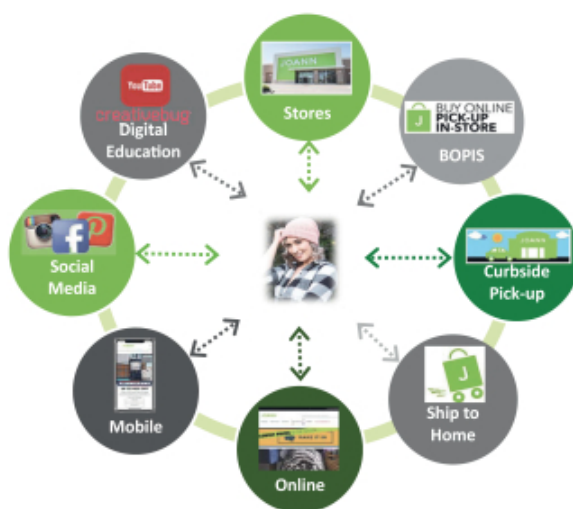 JOANN
Stores
BUY ONLINE
PICK-UP
IN-STORE
J
BOPIS
JOANN
Curbside
Pick-up
J
Ship to
Home
Online
Mobile
Social
Media
YouTube
creativebug
Digital
Education